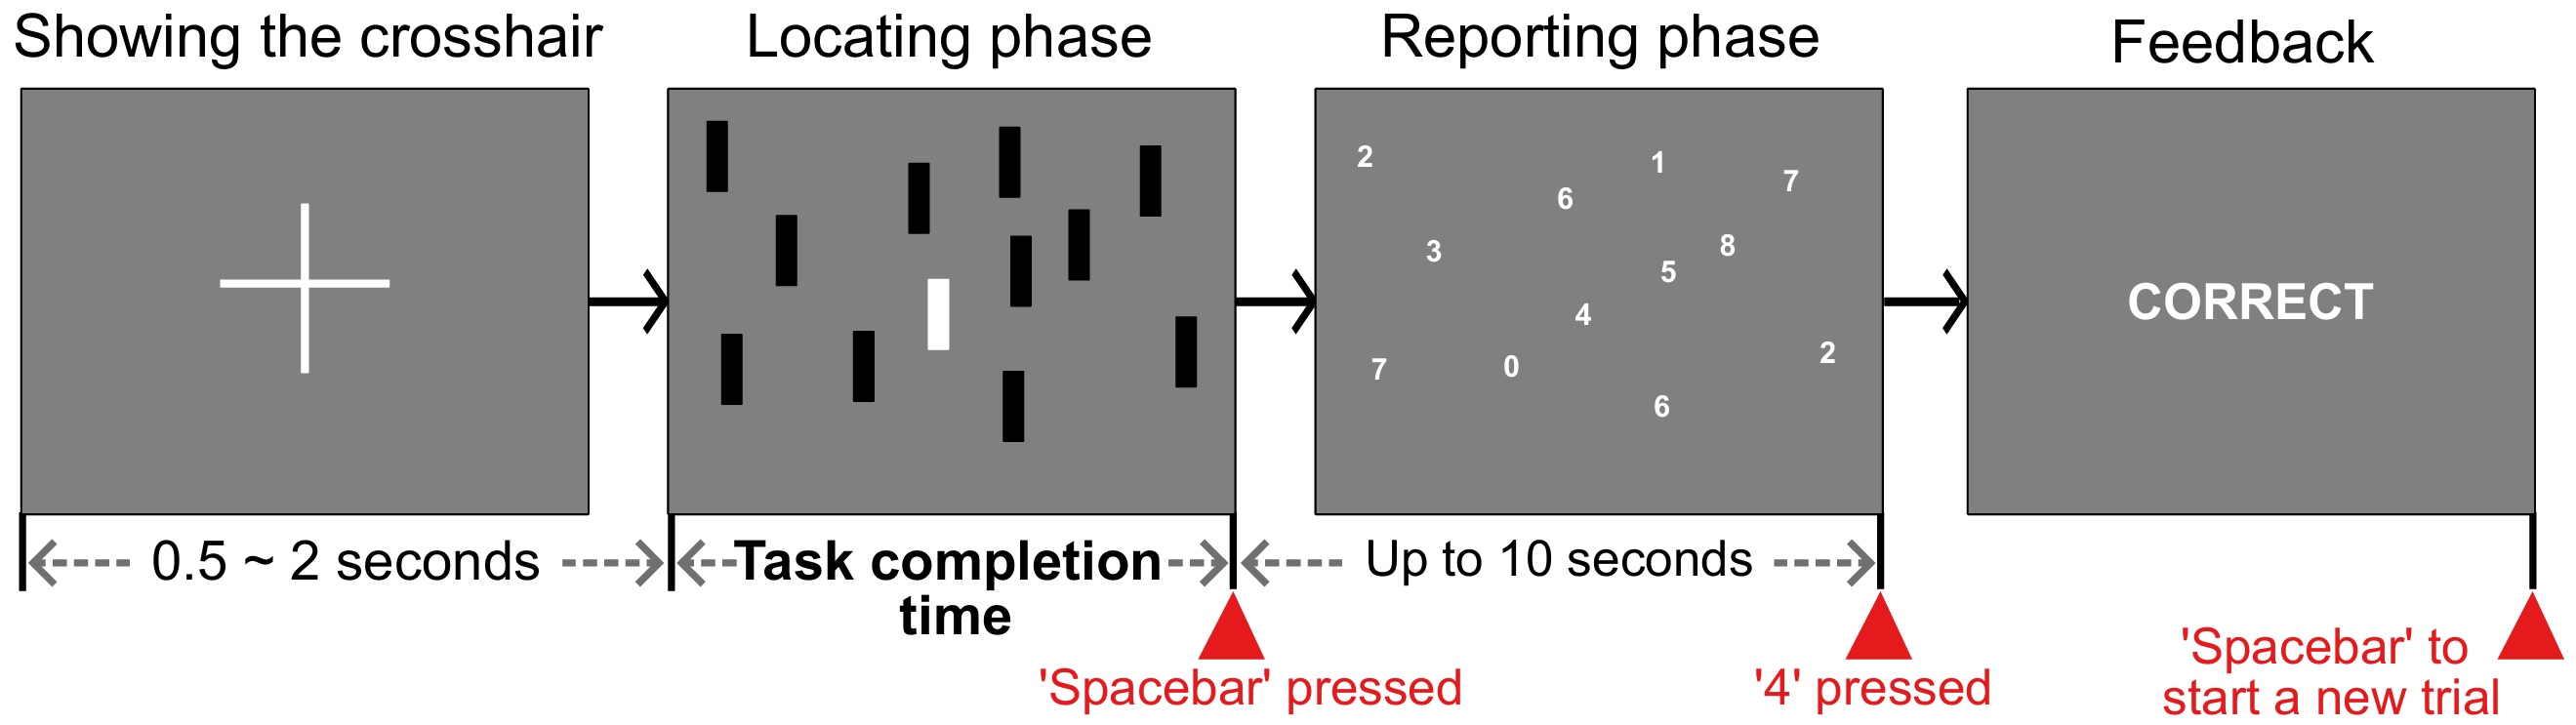 Showing the crosshair
Locating phase
Reporting phase
Feedback
2
1
7
6
3
8
5
4
7
0
2
6
CORRECT
0.5 ~ 2 seconds
Task completion
time
Up to 10 seconds
'Spacebar' pressed
'4' pressed
'Spacebar' to
start a new trial